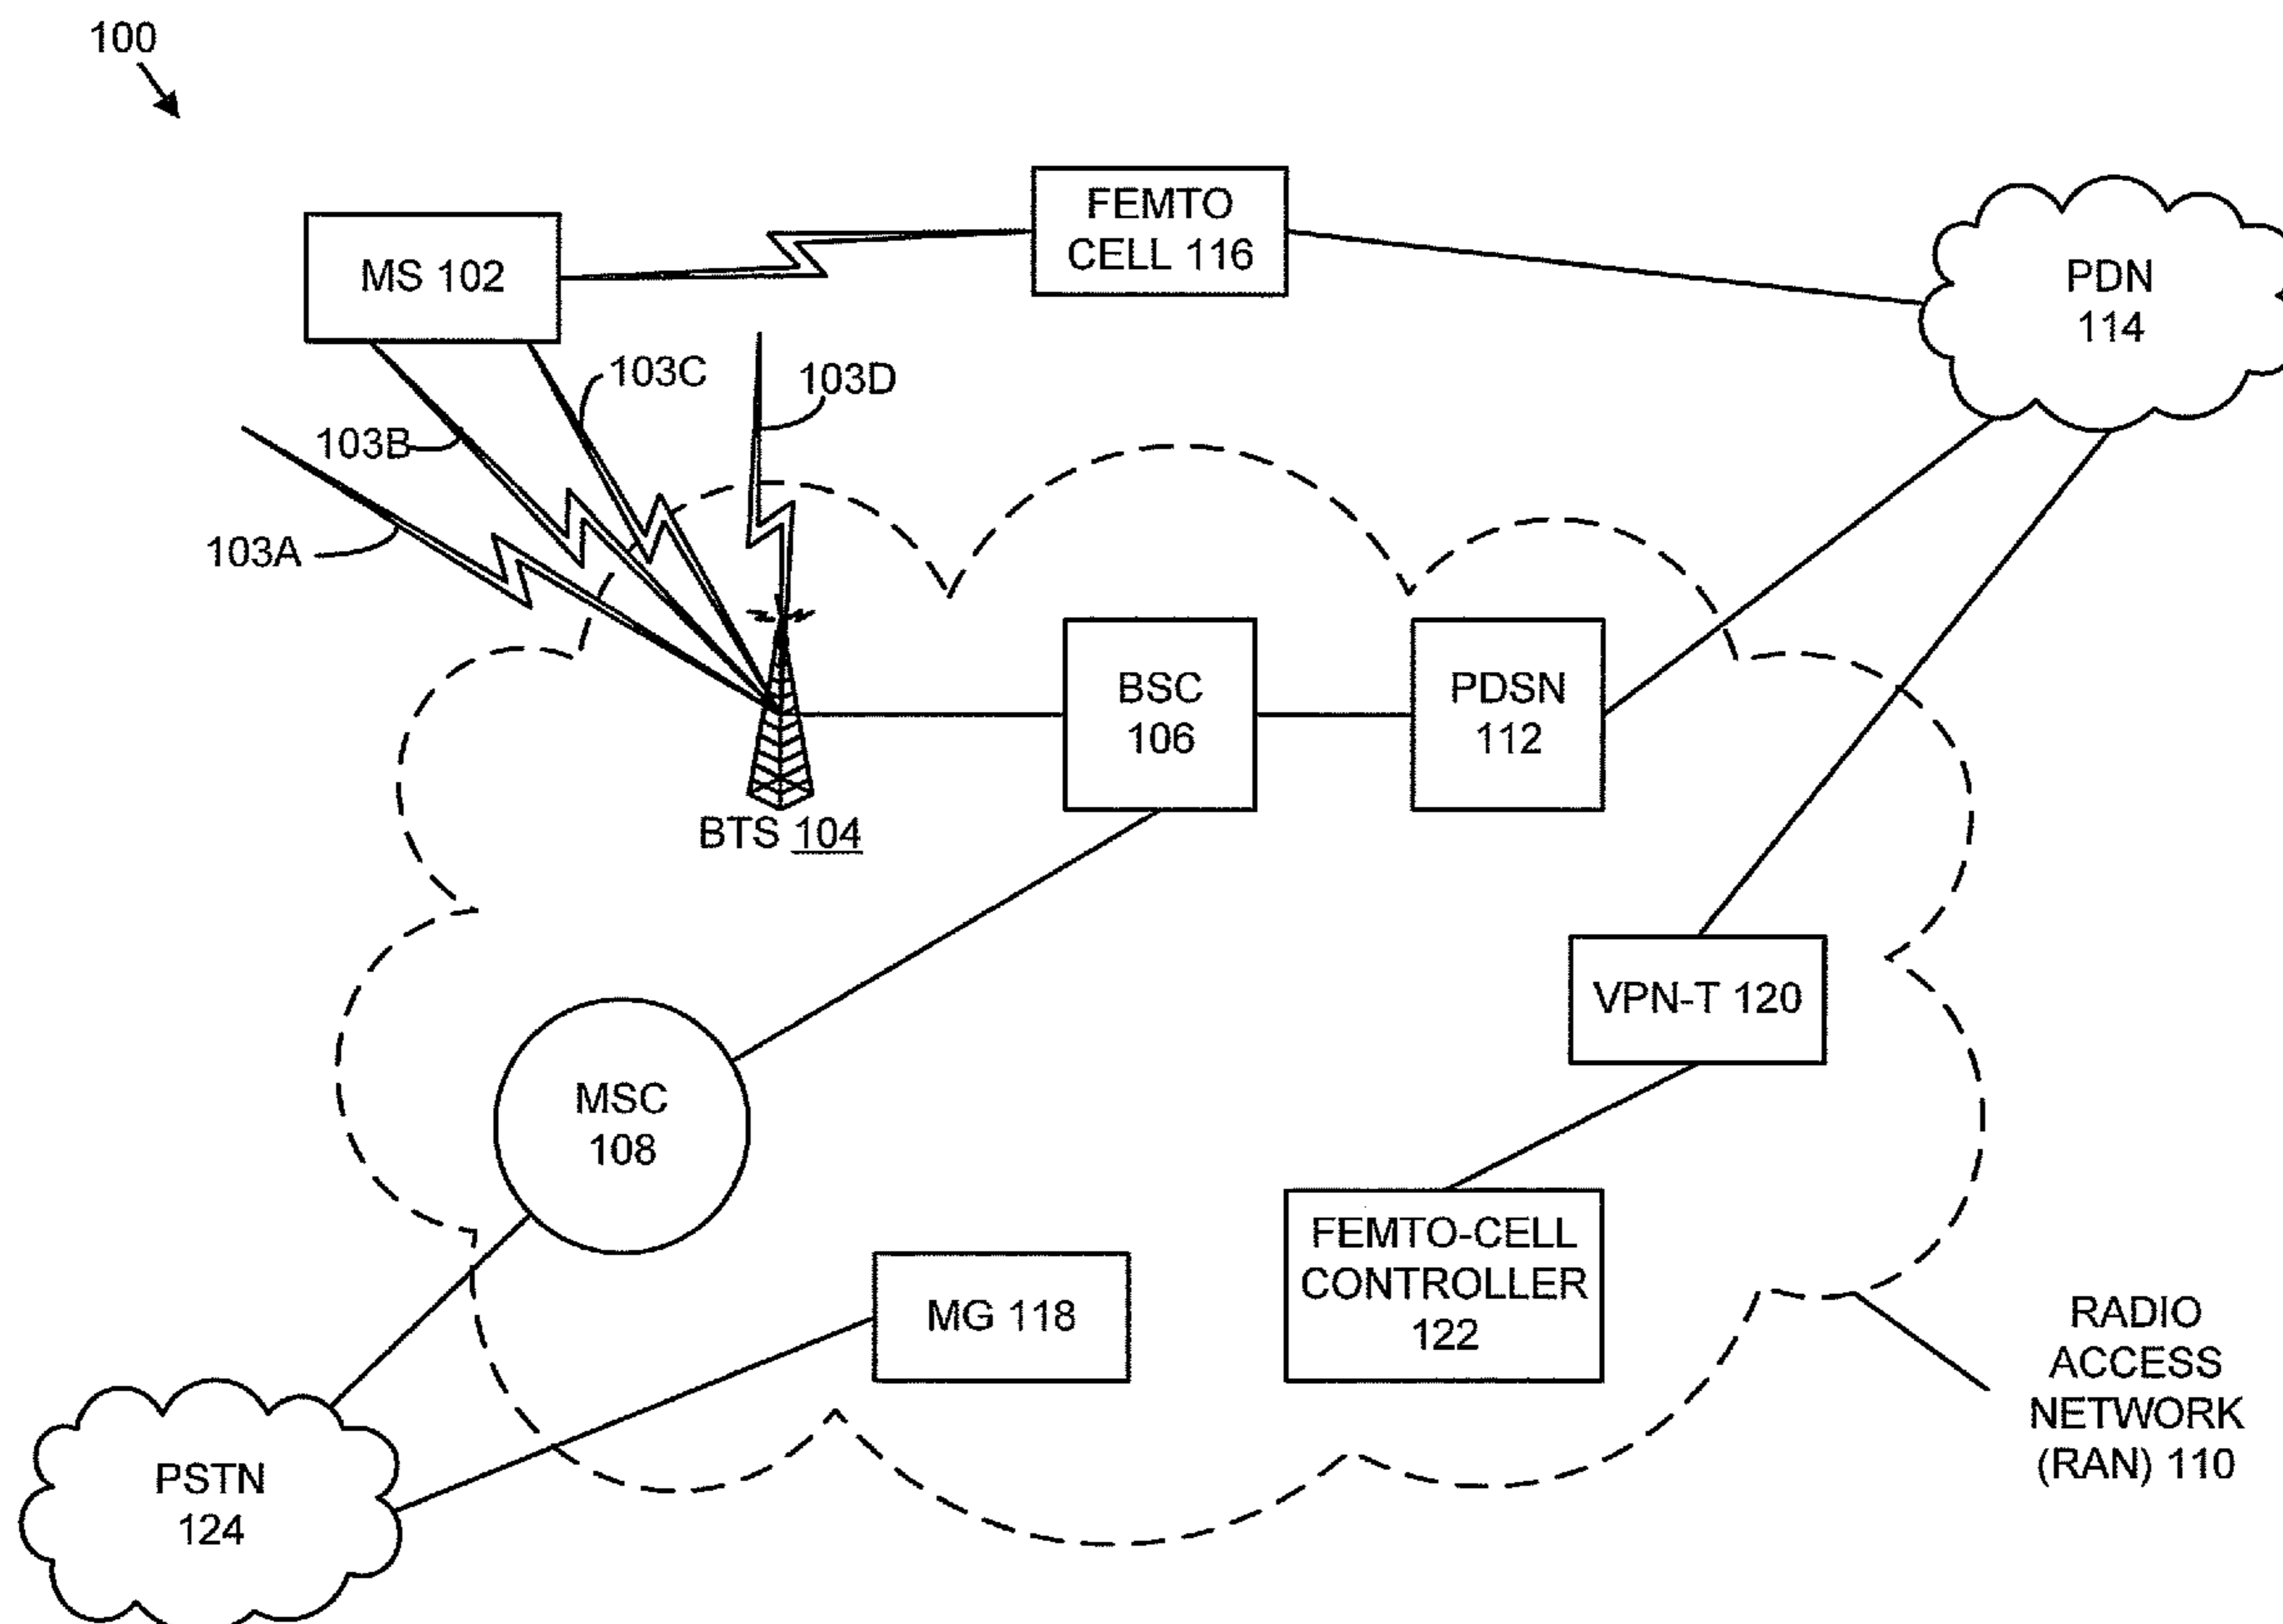 100
FEMTO
CELL 116
MS 102
PDN
114
103C
103D
103B
103A
BSC
106
PDSN
112
BTS 104
VPN-T 120
MSC
108
FEMTO-CELL
CONTROLLER
122
MG 118
RADIO
ACCESS
NETWORK
(RAN) 110
PSTN
124